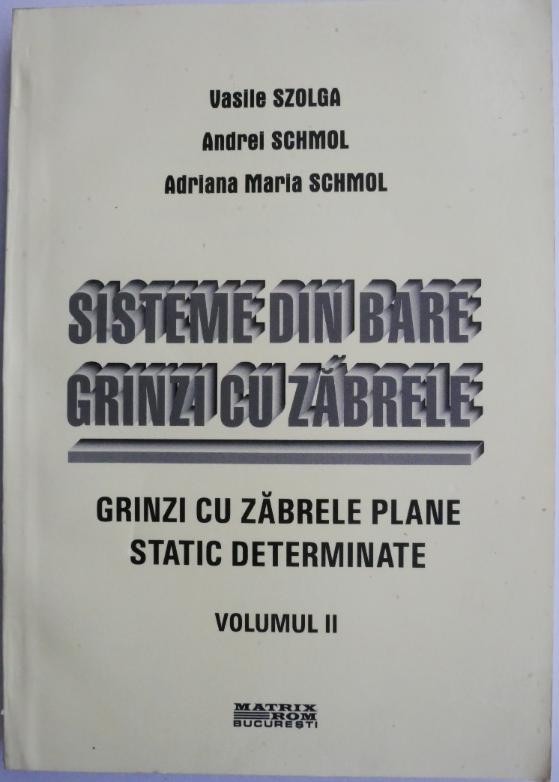 Vasile SZOLGA
Andrei SCHMOL
Adriana Maria SCHMOL
SISTEME DIN BARE
GRINZI CU ZĂBRELE
GRINZI CU ZĂBRELE PLANE
STATIC DETERMINATE
VOLUMUL II
MATRIX
ROM
BUCUREȘTI